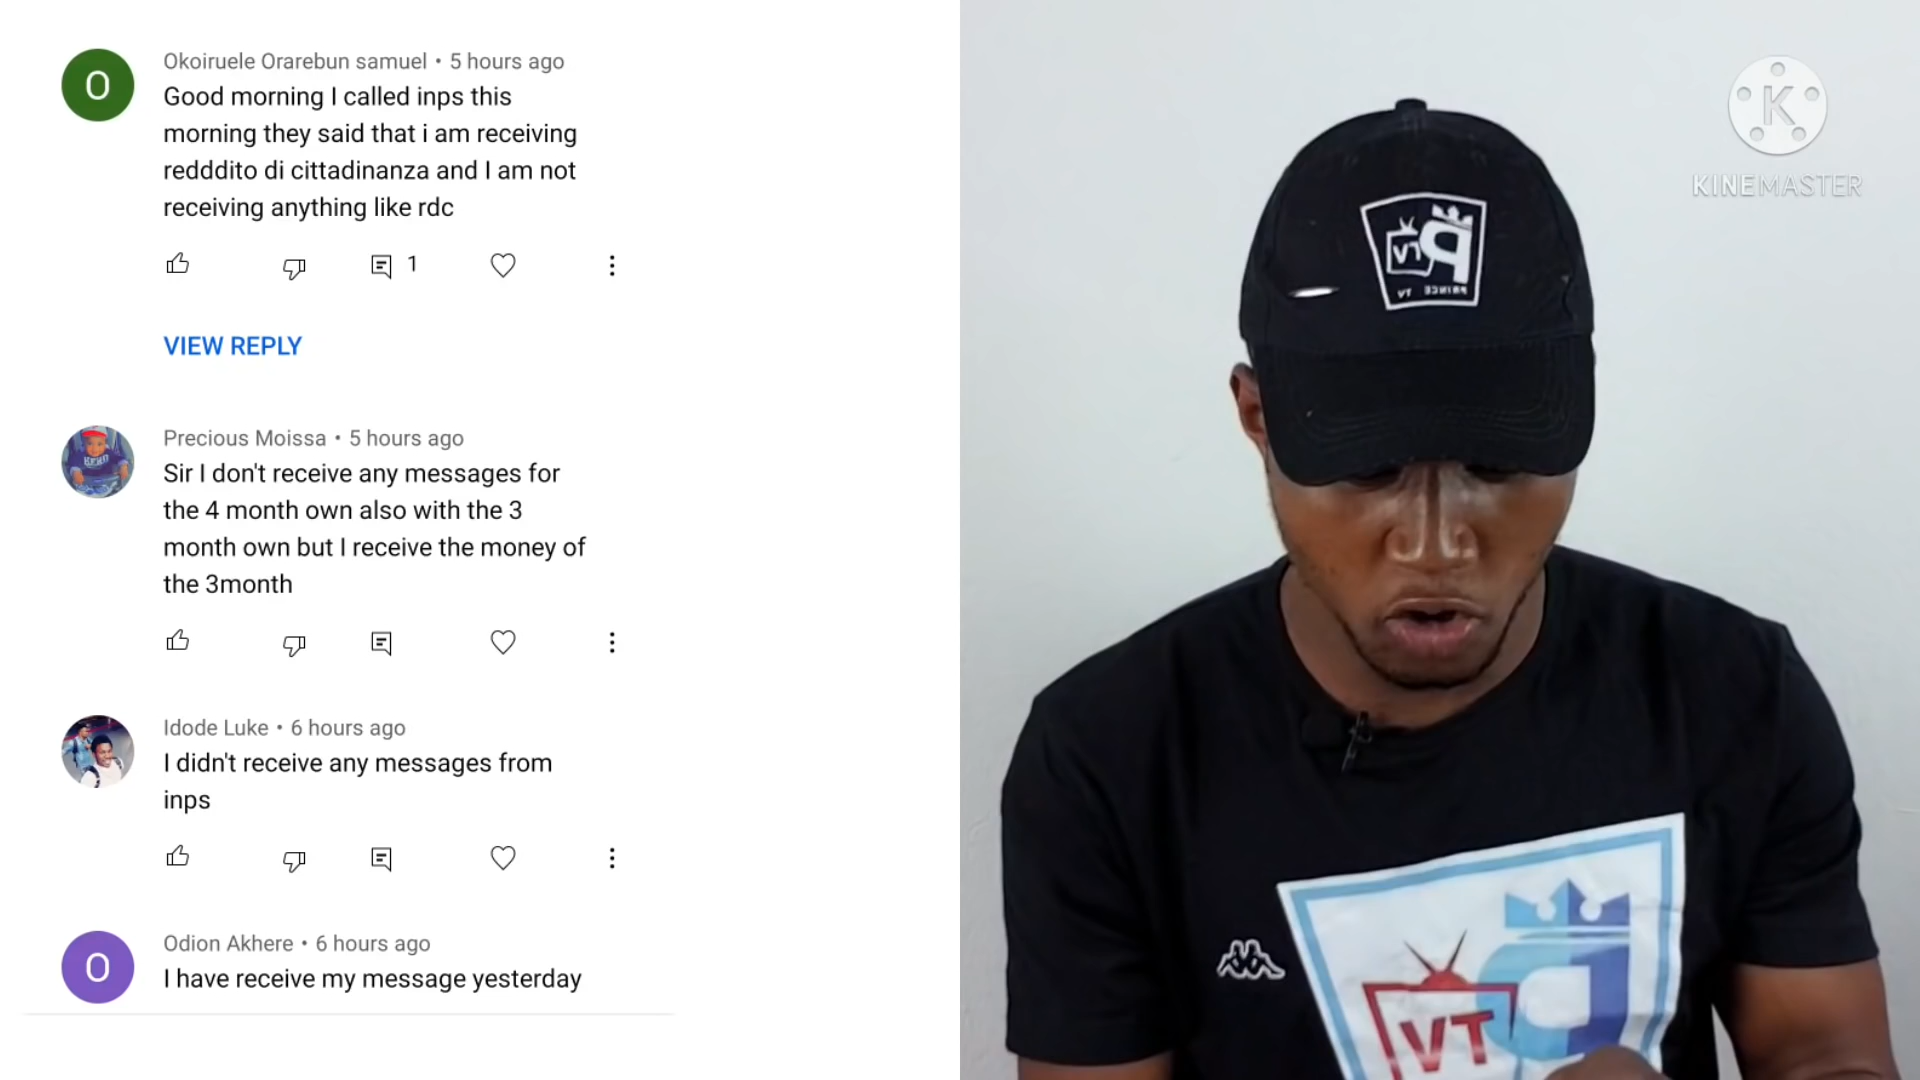 Okoiruele Orarebun samuel • 5 hours ago
Good morning I called inps this
morning they said that i am receiving
redddito di cittadinanza and I am not
receiving anything like rdc
1
VIEW REPLY
Precious Moissa • 5 hours ago
Sir I don't receive any messages for
the 4 month own also with the 3
month own but I receive the money of
the 3month
Idode Luke • 6 hours ago
I didn't receive any messages from
inps
Odion Akhere • 6 hours ago
I have receive my message yesterday
O
O
K
KINEMASTER
TV P
PRINCE TV
TV
P